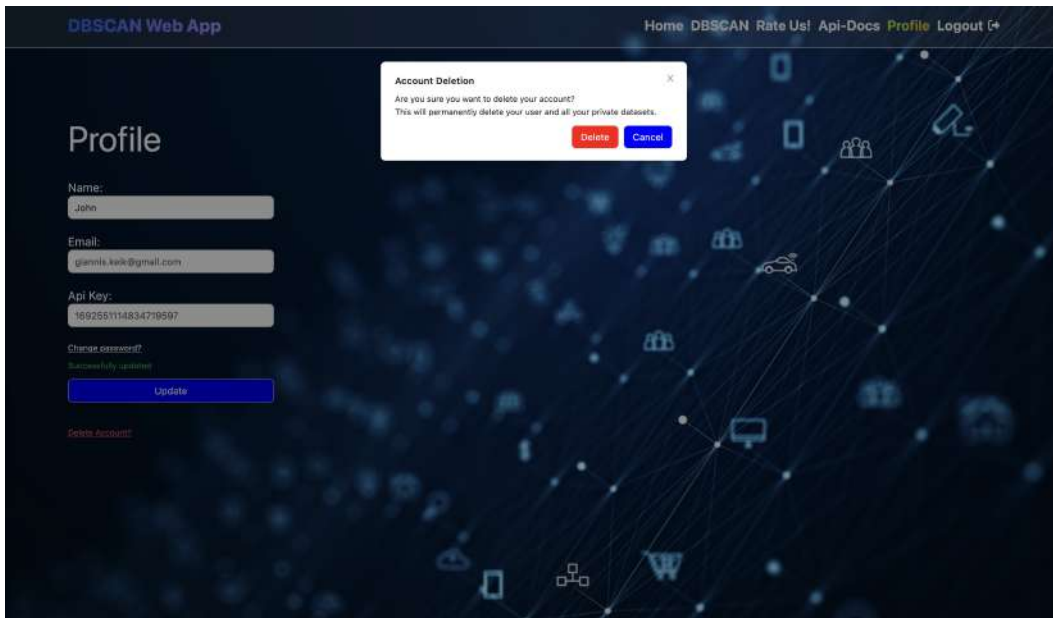 DBSCAN Web App
Home DBSCAN Rate Us! Api-Docs Profile Logout
Account Deletion
Are you sure you want to delete your account?
This will permanently delete your user and all your private datasets.
Delete Cancel
Profile
Name:
John
Email:
giannis.keik@gmail.com
Api Key:
1692551114834719597
Change password?
Successfully updated
Update
Delete Account?